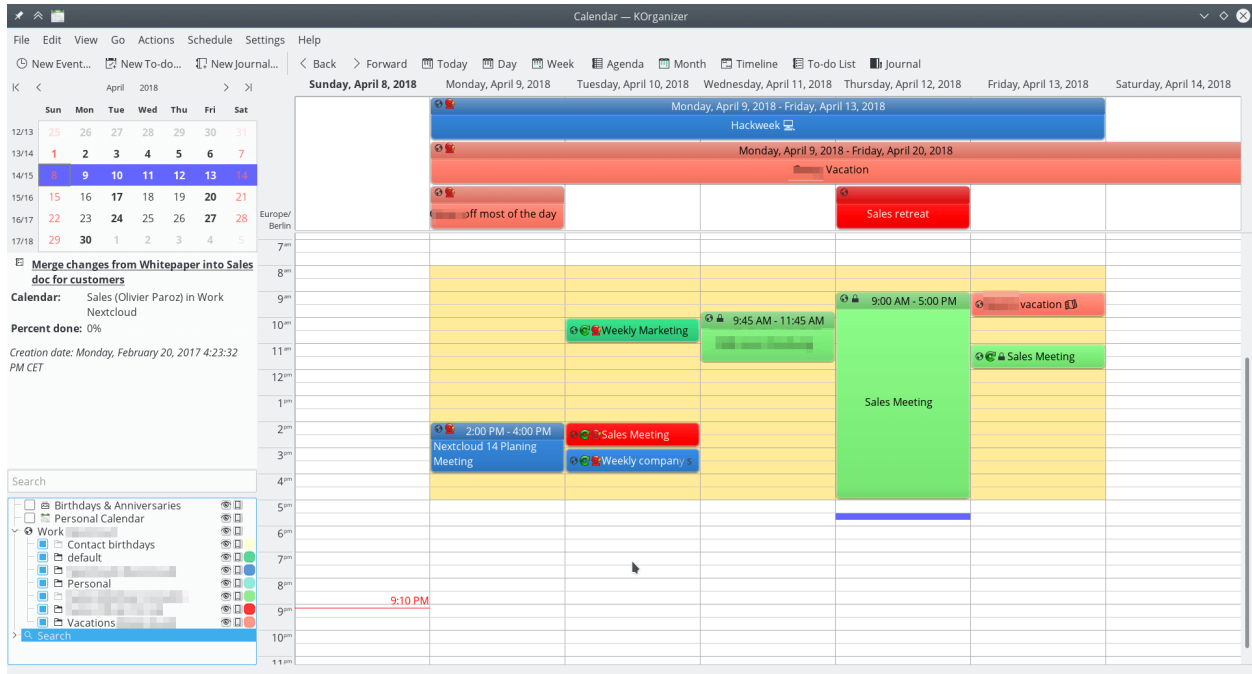 Calendar — KOrganizer
File Edit View Go Actions Schedule Settings Help
New Event... New To-do... New Journal... Back Forward Today Day Week Agenda Month Timeline To-do List Journal
April 2018
Sun Mon Tue Wed Thu Fri Sat
12/13 25 26 27 28 29 30 31
13/14 1 2 3 4 5 6 7
14/15 8 9 10 11 12 13 14
15/16 15 16 17 18 19 20 21
16/17 22 23 24 25 26 27 28
17/18 29 30 1 2 3 4 5
Merge changes from Whitepaper into Sales
doc for customers
Calendar: Sales (Olivier Paroz) in Work
Nextcloud
Percent done: 0%
Creation date: Monday, February 20, 2017 4:23:32
PM CET
Search
Birthdays & Anniversaries
Personal Calendar
Work
Contact birthdays
default
Personal
Vacations
Search
Sunday, April 8, 2018 Monday, April 9, 2018 Tuesday, April 10, 2018 Wednesday, April 11, 2018 Thursday, April 12, 2018 Friday, April 13, 2018 Saturday, April 14, 2018
Monday, April 9, 2018 - Friday, April 13, 2018
Hackweek
Monday, April 9, 2018 - Friday, April 20, 2018
Vacation
off most of the day
Sales retreat
Europe/
Berlin
7am
8am
9am
10am
11am
12pm
1pm
2pm
3pm
4pm
5pm
6pm
7pm
8pm
9pm
10pm
11pm
2:00 PM - 4:00 PM
Nextcloud 14 Planing
Meeting
Weekly Marketing
Sales Meeting
Weekly company s
9:45 AM - 11:45 AM
9:00 AM - 5:00 PM
Sales Meeting
vacation
Sales Meeting
9:10 PM